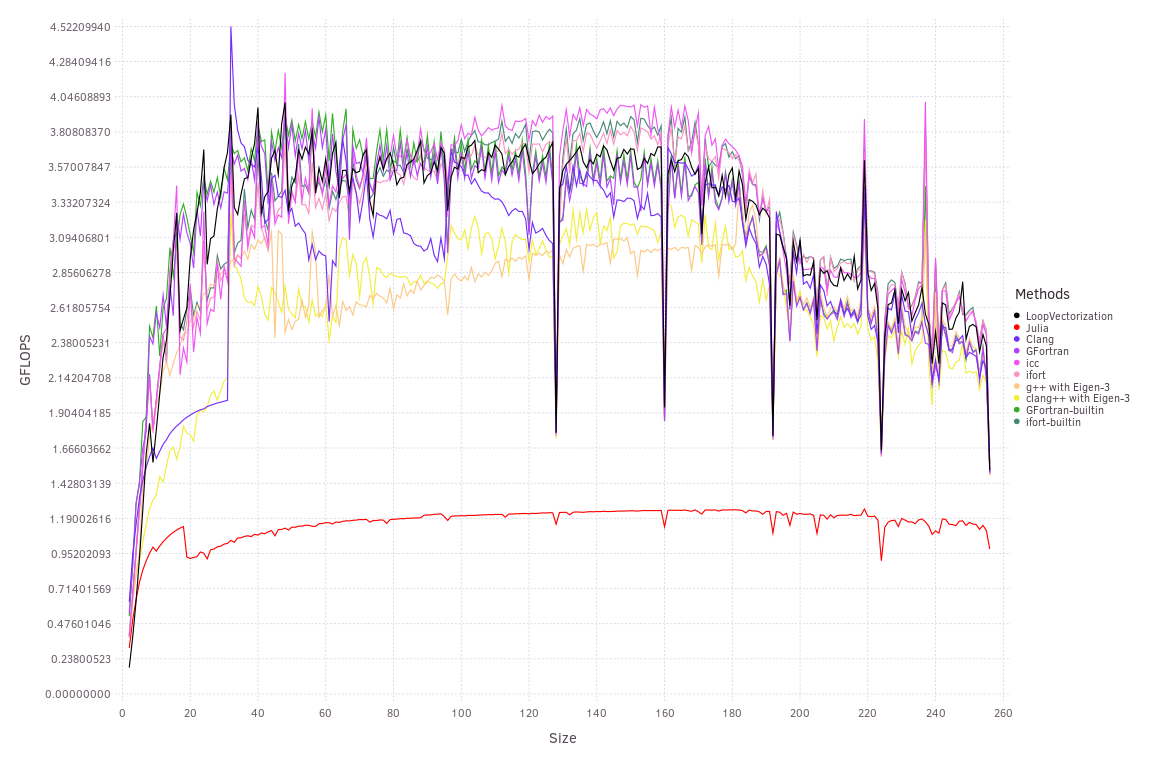 4.52209940
4.28409416
4.04608893
3.80808370
3.57007847
3.33207324
3.09406801
2.85606278
2.61805754
2.38005231
2.14204708
1.90404185
1.66603662
1.42803139
1.19002616
0.95202093
0.71401569
0.47601046
0.23800523
0.00000000
GFLOPS
0 20 40 60 80 100 120 140 160 180 200 220 240 260
Size
Methods
LoopVectorization
Julia
Clang
GFortran
icc
ifort
g++ with Eigen-3
clang++ with Eigen-3
GFortran-builtin
ifort-builtin